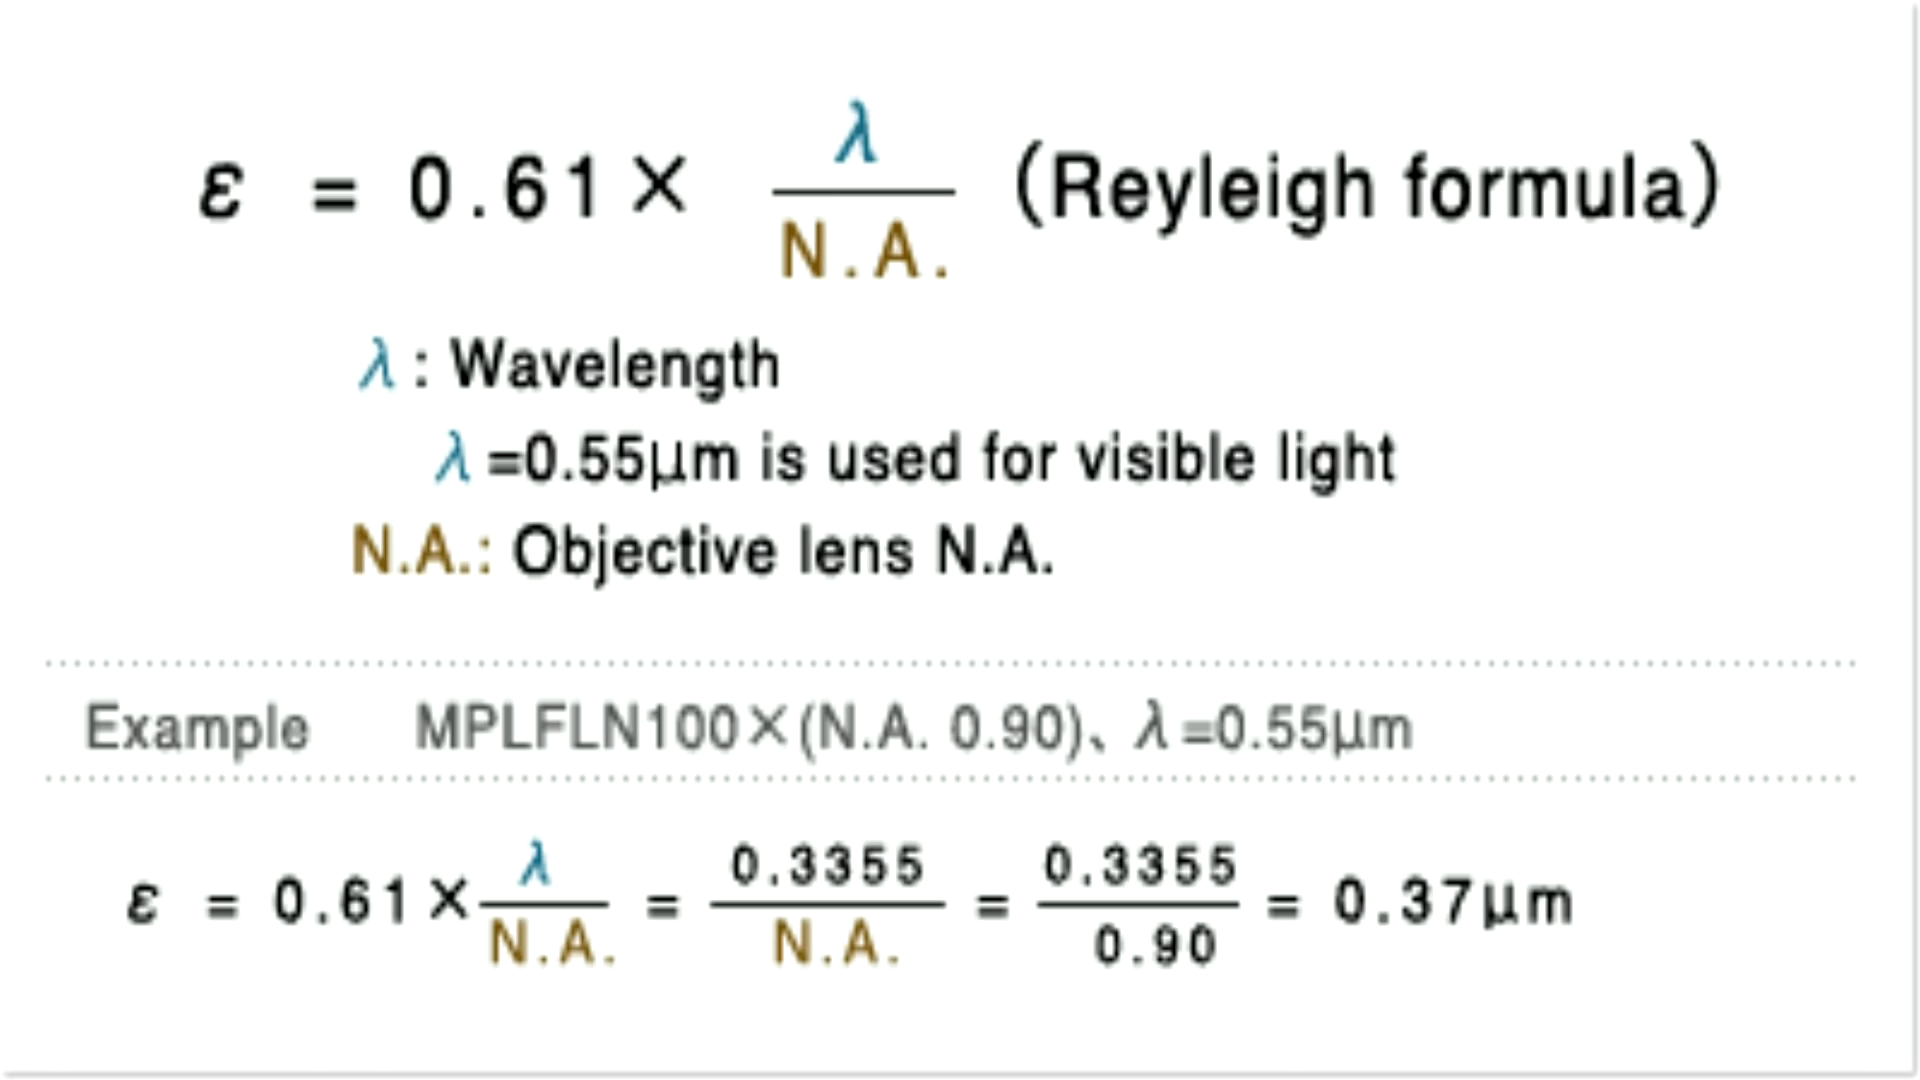 ε = 0.61× λ/N.A. (Reyleigh formula)
λ: Wavelength
λ=0.55μm is used for visible light
N.A.: Objective lens N.A.
Example MPLFLN100×(N.A. 0.90)、λ=0.55μm
ε = 0.61× λ/N.A. = 0.3355/N.A. = 0.3355/0.90 = 0.37μm